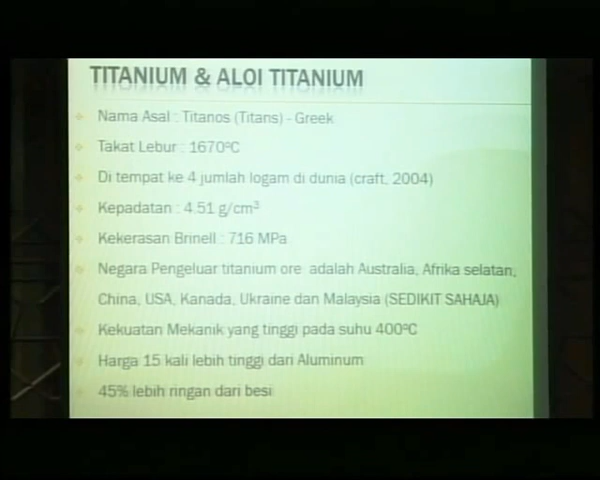 TITANIUM & ALOI TITANIUM
Nama Asal : Titanos (Titans) - Greek
Takat Lebur : 1670ºC
Di tempat ke 4 jumlah logam di dunia (craft, 2004)
Kepadatan : 4.51 g/cm³
Kekerasan Brinell : 716 MPa
Negara Pengeluar titanium ore adalah Australia, Afrika selatan,
China, USA, Kanada, Ukraine dan Malaysia (SEDIKIT SAHAJA)
Kekuatan Mekanik yang tinggi pada suhu 400ºC
Harga 15 kali lebih tinggi dari Aluminum
45% lebih ringan dari besi